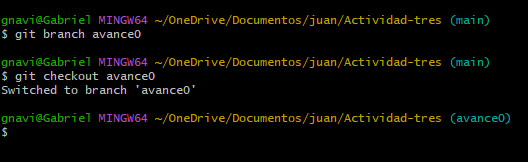 gnavi@Gabriel MINGW64 ~/OneDrive/Documentos/juan/Actividad-tres (main)
$ git branch avance0
gnavi@Gabriel MINGW64 ~/OneDrive/Documentos/juan/Actividad-tres (main)
$ git checkout avance0
Switched to branch 'avance0'
gnavi@Gabriel MINGW64 ~/OneDrive/Documentos/juan/Actividad-tres (avance0)
$